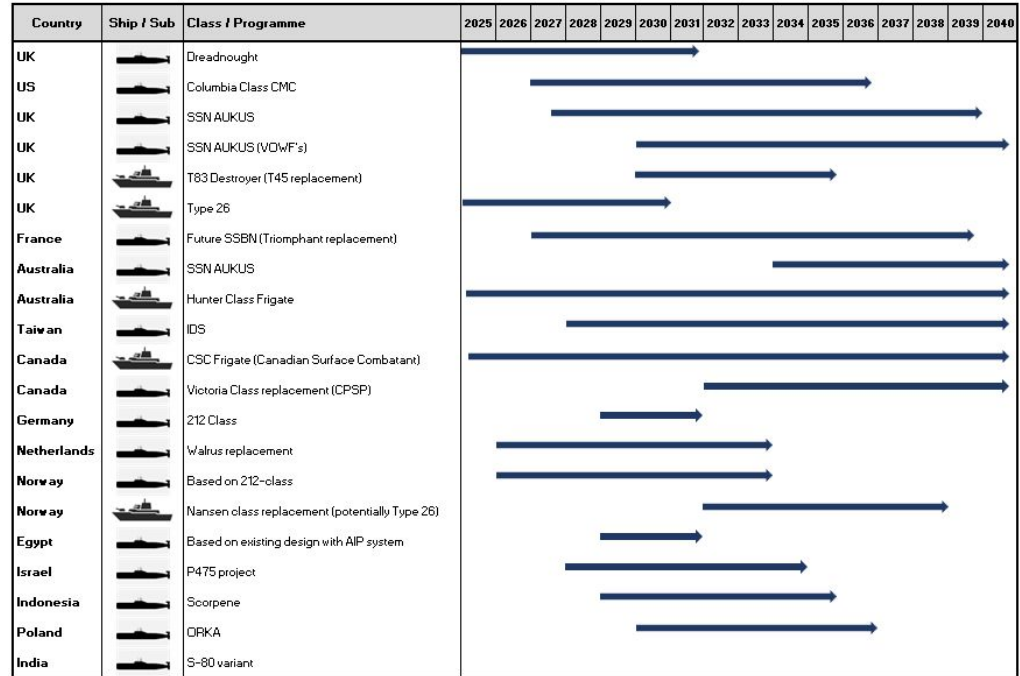 Country Ship / Sub Class / Programme 2025 2026 2027 2028 2029 2030 2031 2032 2033 2034 2035 2036 2037 2038 2039 2040
UK Dreadnought
US Columbia Class CMC
UK SSN AUKUS
UK SSN AUKUS (VOWF's)
UK T83 Destroyer (T45 replacement)
UK Type 26
France Future SSBN (Triomphant replacement)
Australia SSN AUKUS
Australia Hunter Class Frigate
Taiwan IDS
Canada CSC Frigate (Canadian Surface Combatant)
Canada Victoria Class replacement (CPSP)
Germany 212 Class
Netherlands Walrus replacement
Norway Based on 212-class
Norway Nansen class replacement (potentially Type 26)
Egypt Based on existing design with AIP system
Israel P475 project
Indonesia Scorpene
Poland ORKA
India S-80 variant